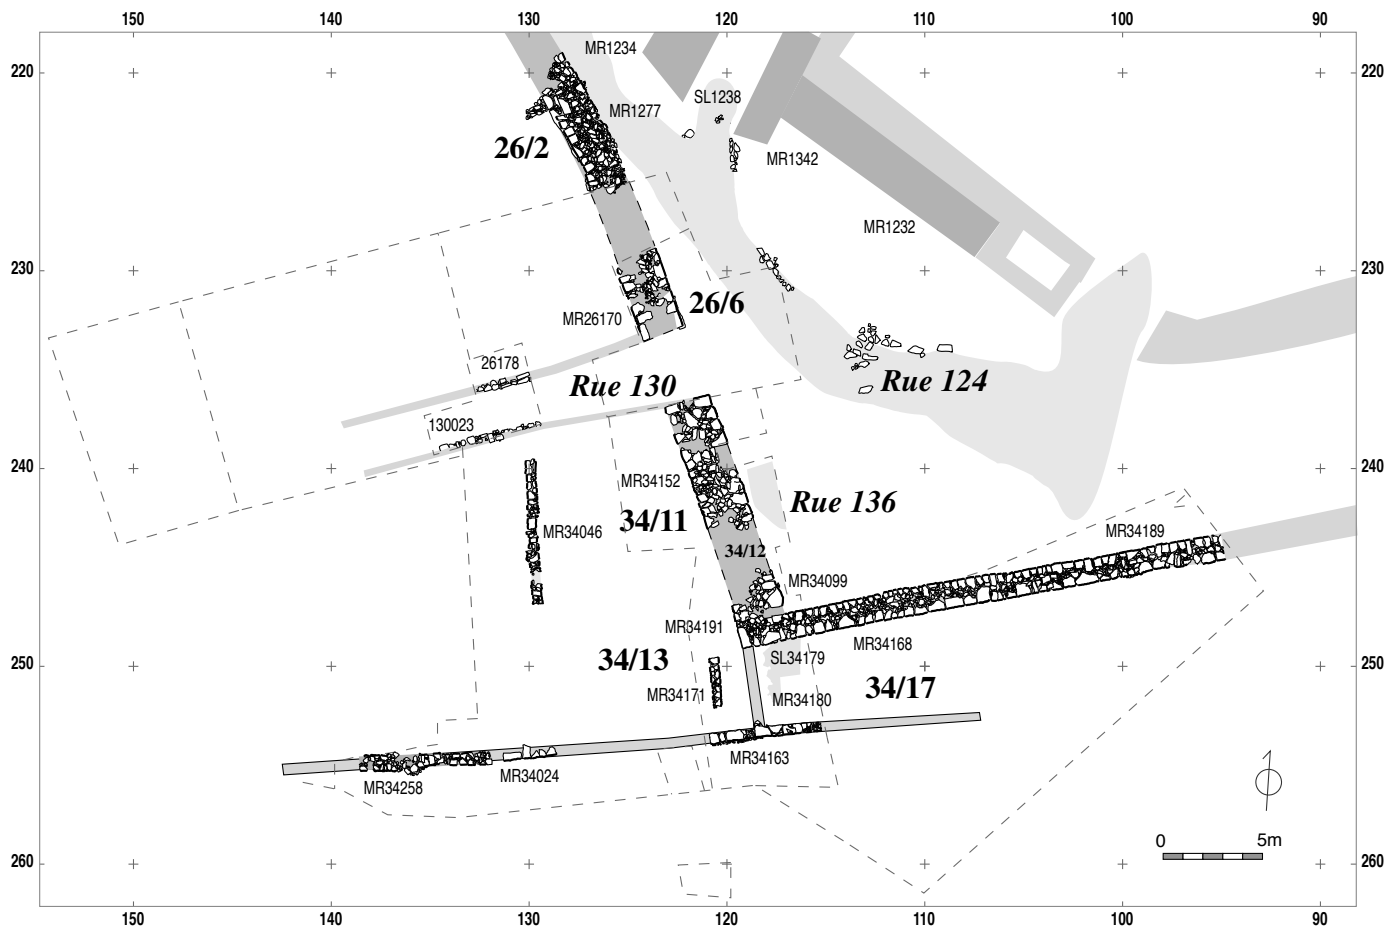 150 140 130 120 110 100 90
MR1234
220 220
SL1238
MR1277
26/2
MR1342
MR1232
230 230
26/6
MR26170
26178
Rue 130
Rue 124
130023
240 240
MR34152
Rue 136
34/11
MR34046
MR34189
34/12
MR34099
MR34191
MR34168
34/13
SL34179
250 250
34/17
MR34171
MR34180
MR34163
MR34024
MR34258
0 5m
260 260
150 140 130 120 110 100 90